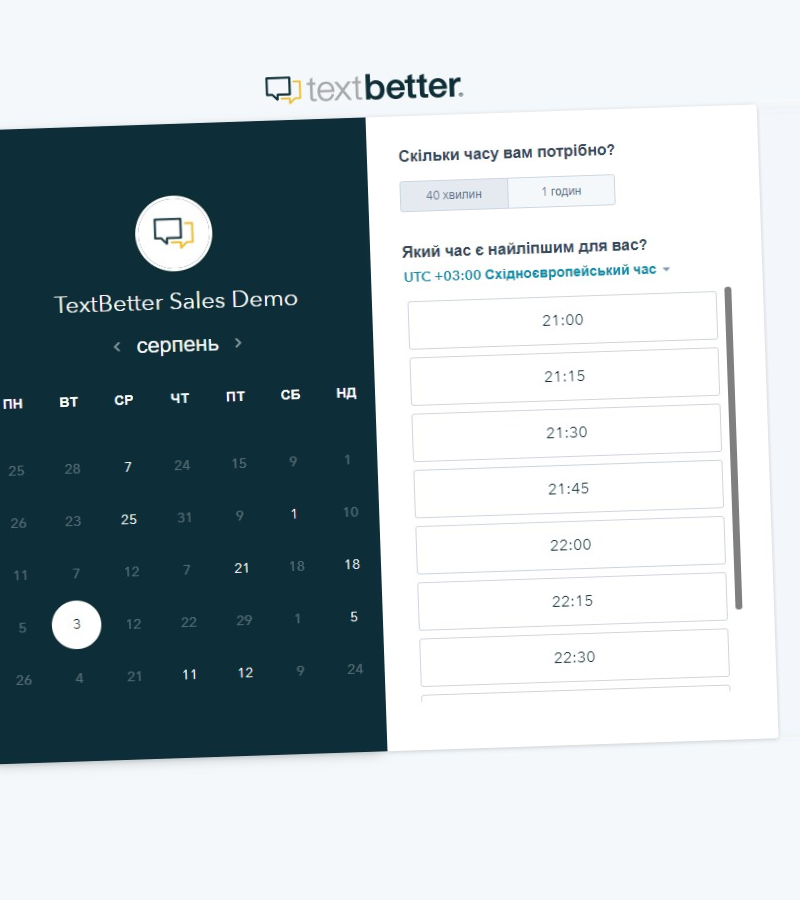 textbetter.
TextBetter Sales Demo
< серпень >
ПН ВТ СР ЧТ ПТ СБ НД
25 28 7 24 15 9 1
26 23 25 31 9 1 10
11 7 12 7 21 18 18
5 3 12 22 29 1 5
26 4 21 11 12 9 24
Скільки часу вам потрібно?
40 хвилин 1 годин
Який час є найліпшим для вас?
UTC +03:00 Східноєвропейський час
21:00
21:15
21:30
21:45
22:00
22:15
22:30